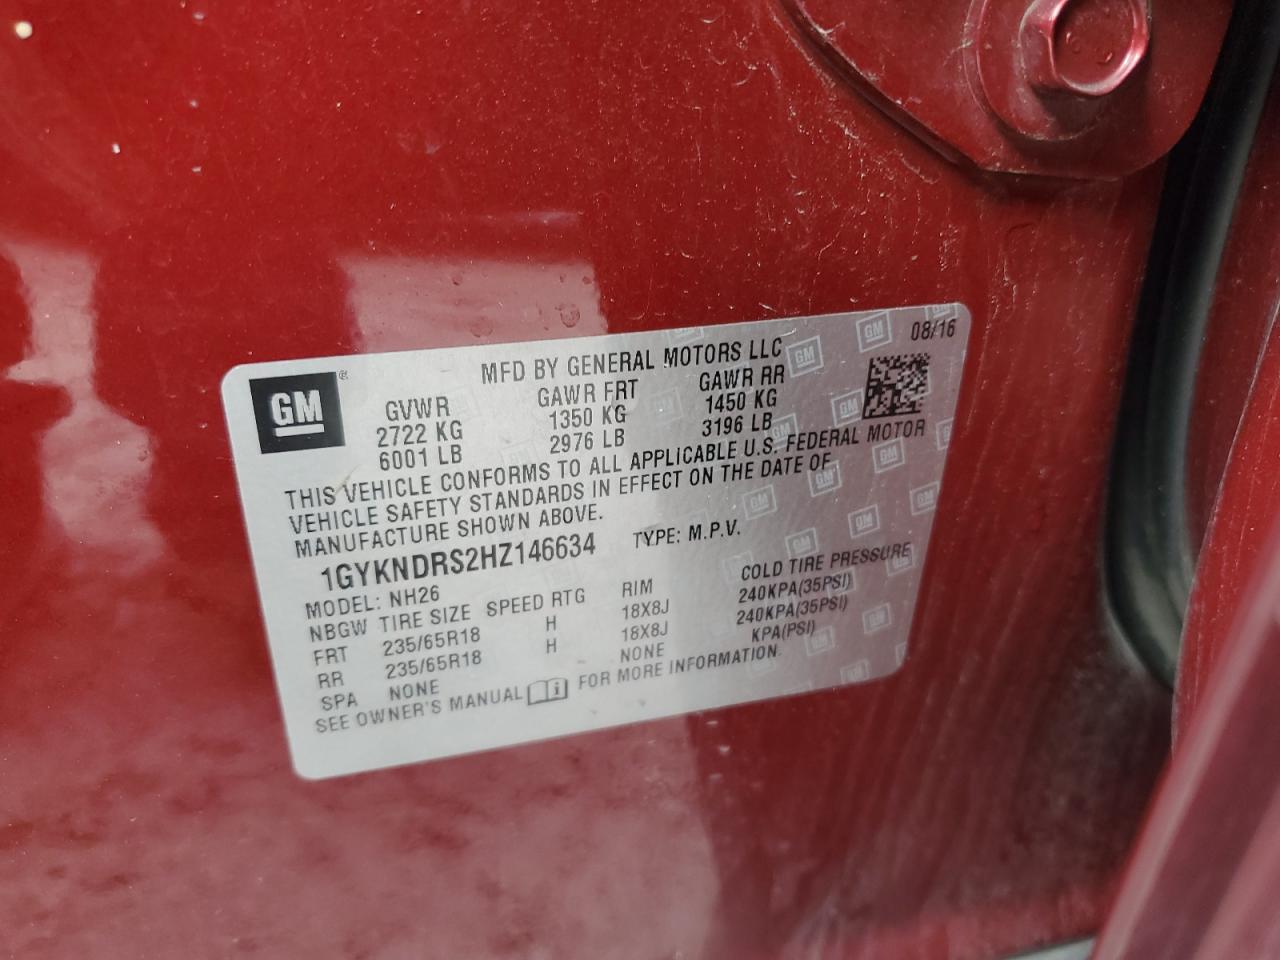 08/16
MFD BY GENERAL MOTORS LLC
GM ®
GVWR GAWR FRT GAWR RR
2722 KG 1350 KG 1450 KG
6001 LB 2976 LB 3196 LB
THIS VEHICLE CONFORMS TO ALL APPLICABLE U.S. FEDERAL MOTOR
VEHICLE SAFETY STANDARDS IN EFFECT ON THE DATE OF
MANUFACTURE SHOWN ABOVE.
1GYKNDRS2HZ146634 TYPE: M.P.V.
MODEL: NH26
NBGW TIRE SIZE SPEED RTG RIM COLD TIRE PRESSURE
FRT 235/65R18 H 18X8J 240KPA(35PSI)
RR 235/65R18 H 18X8J 240KPA(35PSI)
SPA NONE NONE KPA(PSI)
SEE OWNER'S MANUAL FOR MORE INFORMATION.